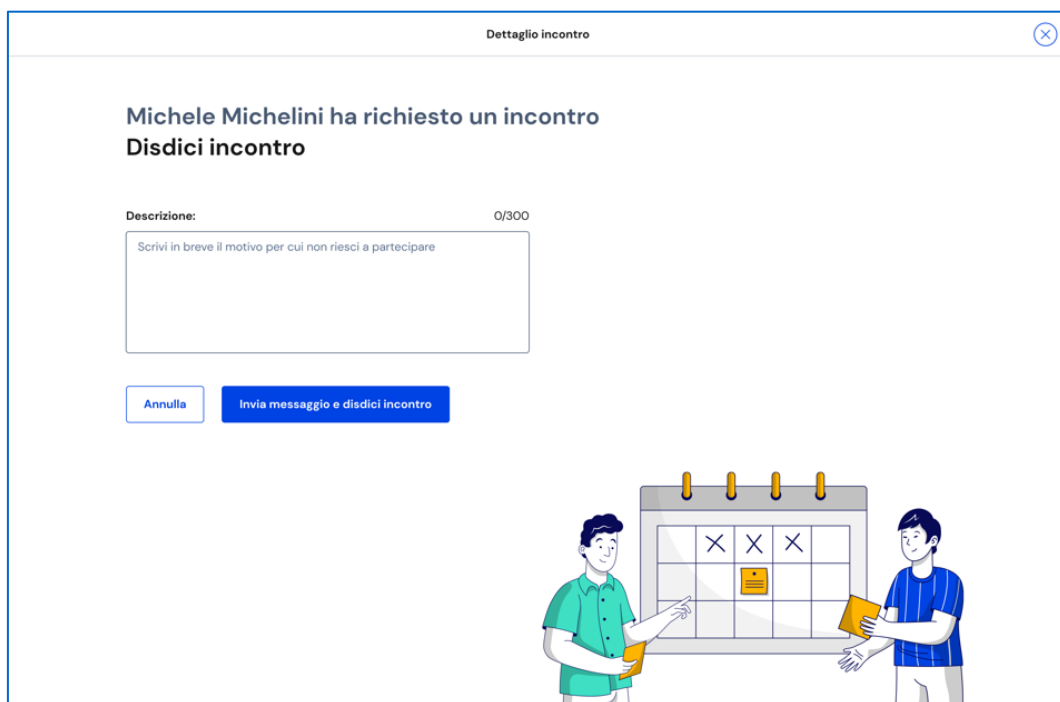 Dettaglio incontro
Michele Michelini ha richiesto un incontro
Disdici incontro
Descrizione: 0/300
Scrivi in breve il motivo per cui non riesci a partecipare
Annulla Invia messaggio e disdici incontro